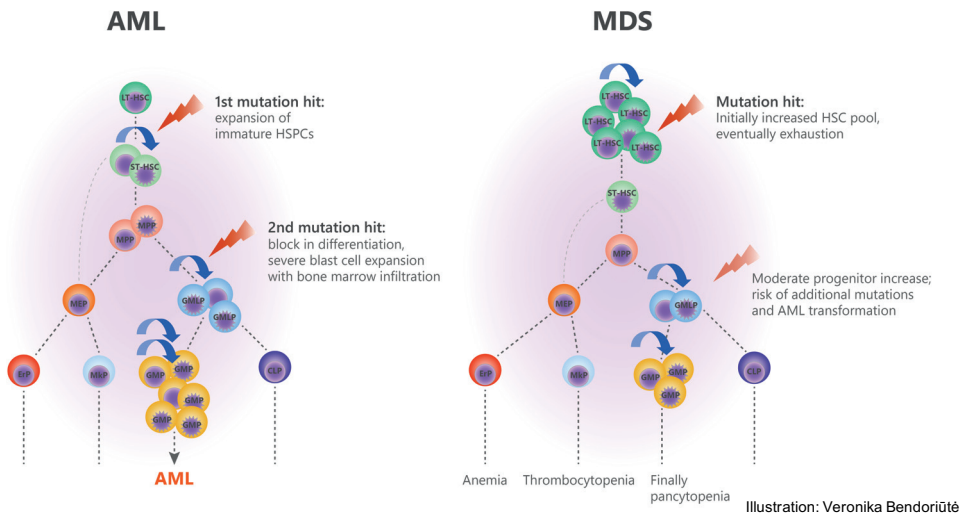 AML
LT-HSC
1st mutation hit:
expansion of
immature HSPCs
ST-HSC
MPP
MPP
2nd mutation hit:
block in differentiation,
severe blast cell expansion
with bone marrow infiltration
MEP
GMLP
GMLP
ErP
MkP
GMP
GMP
GMP
GMP
GMP
CLP
AML
MDS
LT-HSC
LT-HSC
LT-HSC
LT-HSC
LT-HSC
Mutation hit:
Initially increased HSC pool,
eventually exhaustion
ST-HSC
MPP
Moderate progenitor increase;
risk of additional mutations
and AML transformation
MEP
GMLP
ErP
MkP
GMP
GMP
GMP
CLP
Anemia
Thrombocytopenia
Finally
pancytopenia
Illustration: Veronika Bendoriūtė